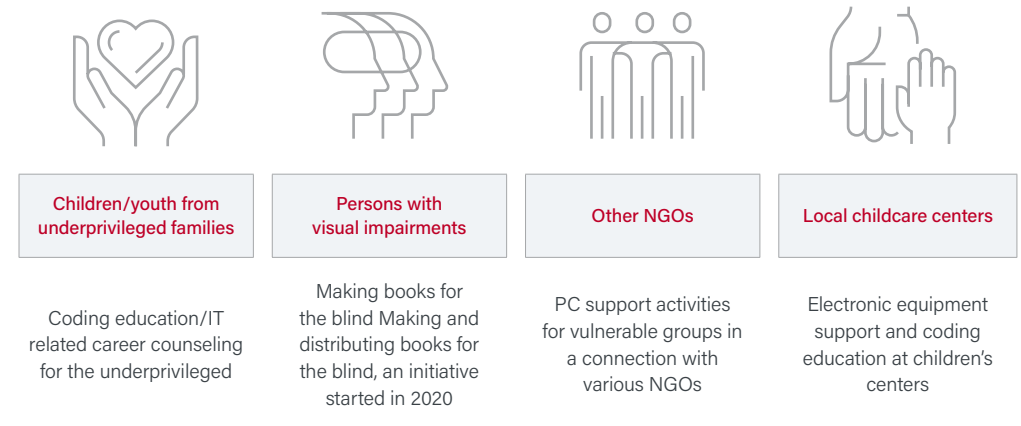 Children/youth from
underprivileged families
Coding education/IT
related career counseling
for the underprivileged
Persons with
visual impairments
Making books for
the blind Making and
distributing books for
the blind, an initiative
started in 2020
Other NGOs
PC support activities
for vulnerable groups in
a connection with
various NGOs
Local childcare centers
Electronic equipment
support and coding
education at children's
centers